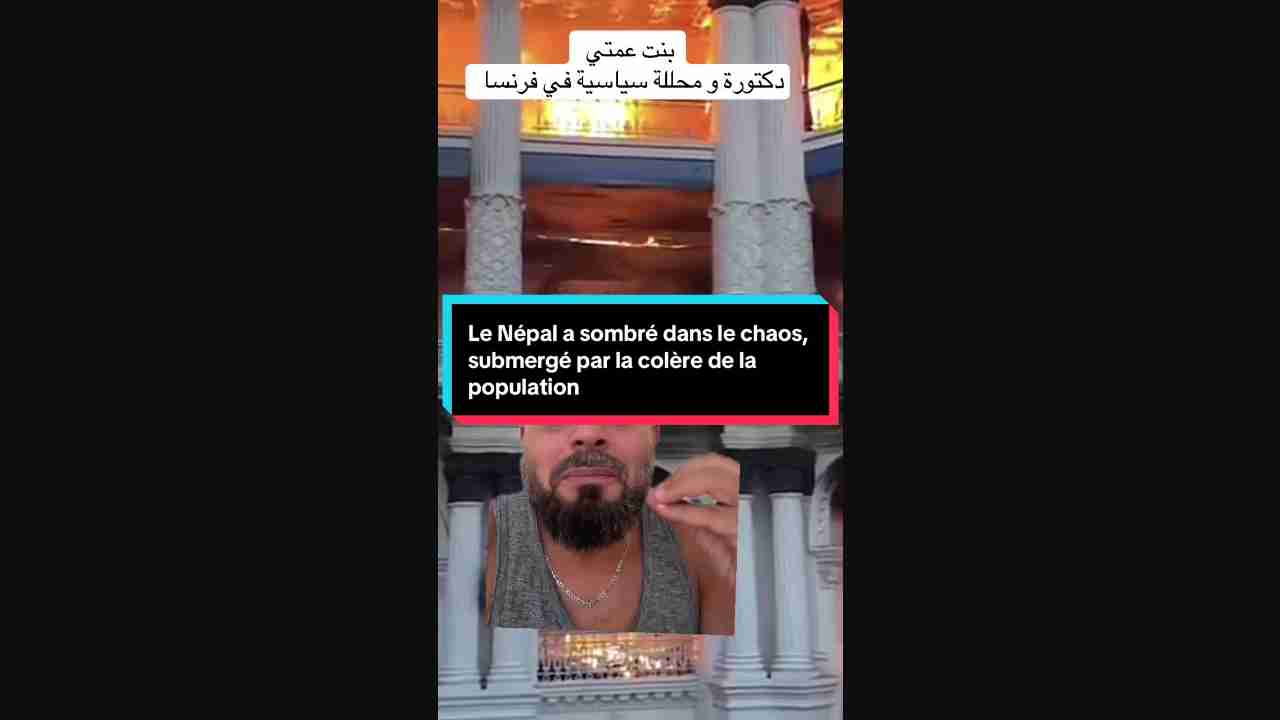 بنت عمتي
دكتورة و محللة سياسية في فرنسا
Le Népal a sombré dans le chaos,
submergé par la colère de la
population